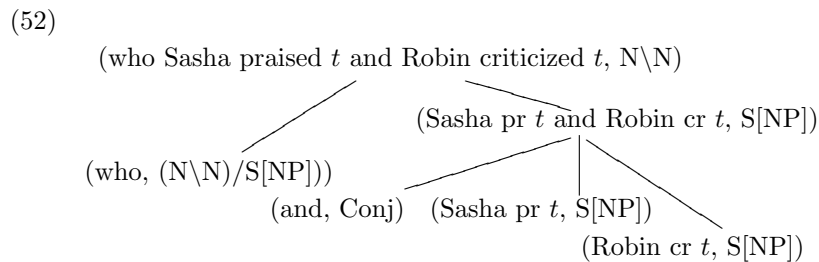 (52)
(who Sasha praised t and Robin criticized t, N\N)
(Sasha pr t and Robin cr t, S[NP])
(who, (N\N)/S[NP]))
(and, Conj) (Sasha pr t, S[NP])
(Robin cr t, S[NP])